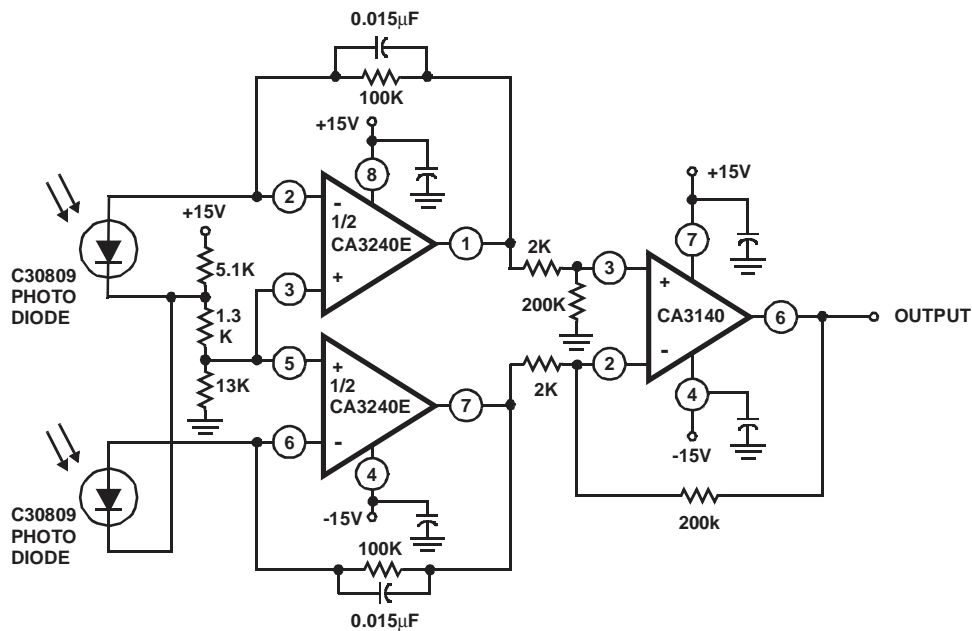 0.015µF
100K
+15V
8
2
-
1/2
CA3240E
1
+15V
5.1K
C30809
PHOTO
DIODE
3
+
1.3
K
5
+
1/2
CA3240E
7
13K
6
-
4
-15V
100K
0.015µF
C30809
PHOTO
DIODE
2K
3
200K
+15V
7
+
CA3140
6
OUTPUT
2K
2
-
4
-15V
200k